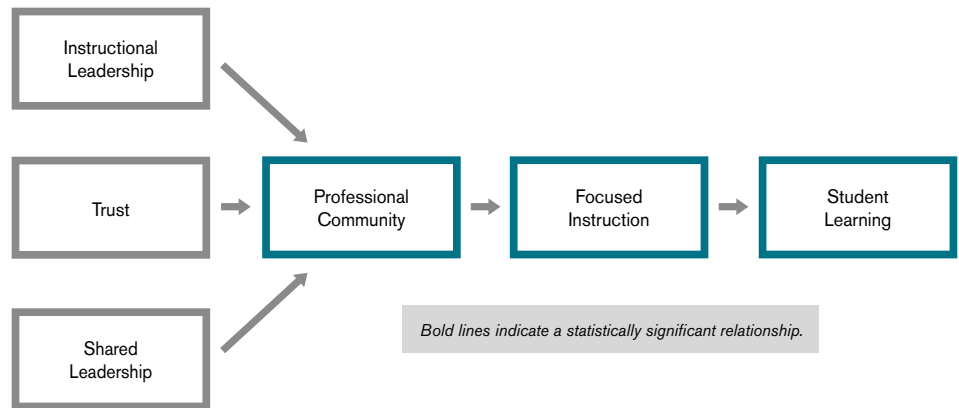 Instructional
Leadership
Trust
Professional
Community
Focused
Instruction
Student
Learning
Bold lines indicate a statistically significant relationship.
Shared
Leadership